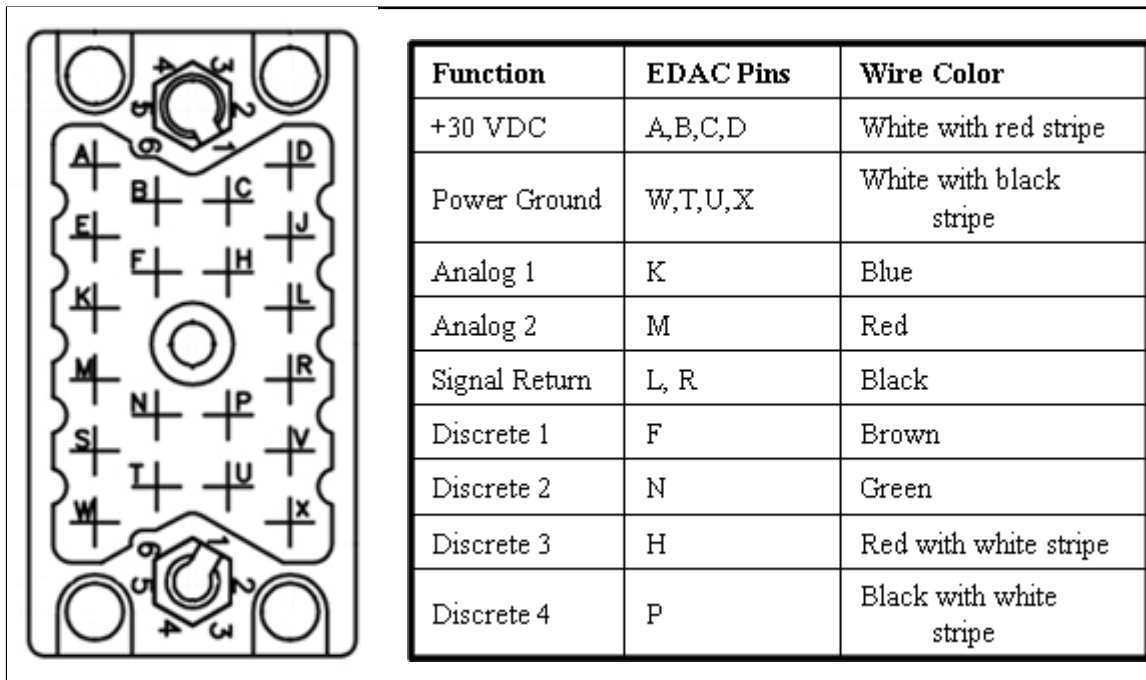 4 3
5 2
6 1
A D
B C
E J
F H
K L
M R
N P
S V
T U
W X
6 1
5 2
4 3
Function EDAC Pins Wire Color
+30 VDC A,B,C,D White with red stripe
Power Ground W,T,U,X White with black
stripe
Analog 1 K Blue
Analog 2 M Red
Signal Return L, R Black
Discrete 1 F Brown
Discrete 2 N Green
Discrete 3 H Red with white stripe
Discrete 4 P Black with white
stripe